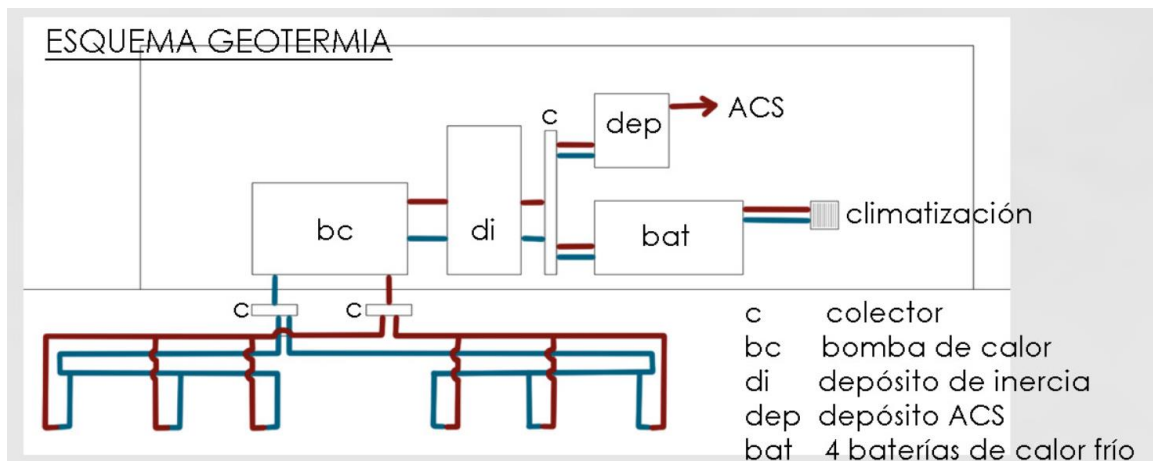 ESQUEMA GEOTERMIA
c
dep
ACS
bc
di
bat
climatización
c
c
c colector
bc bomba de calor
di depósito de inercia
dep depósito ACS
bat 4 baterías de calor frío